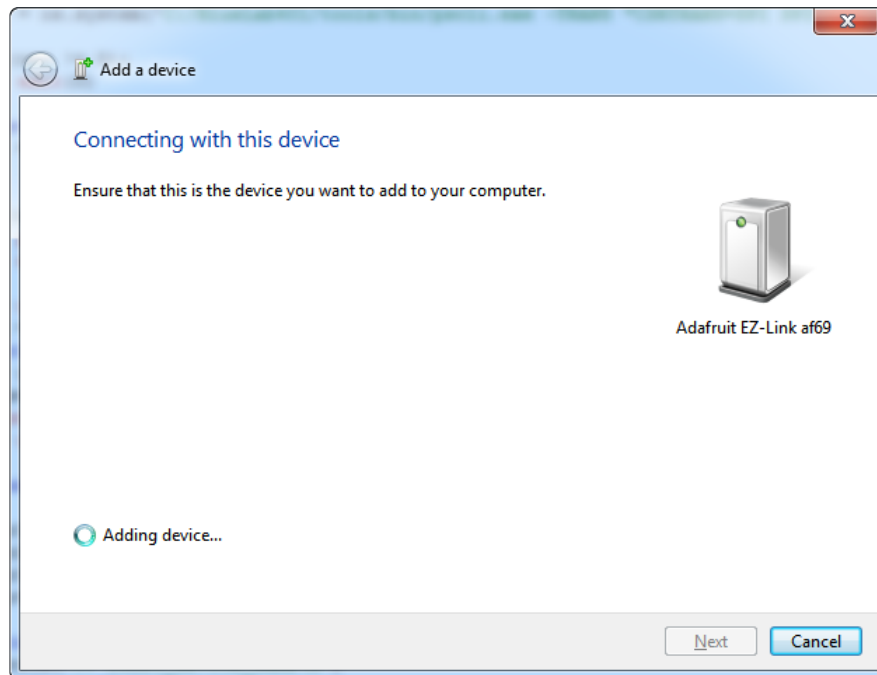 Add a device
Connecting with this device
Ensure that this is the device you want to add to your computer.
Adafruit EZ-Link af69
Adding device...
Next
Cancel